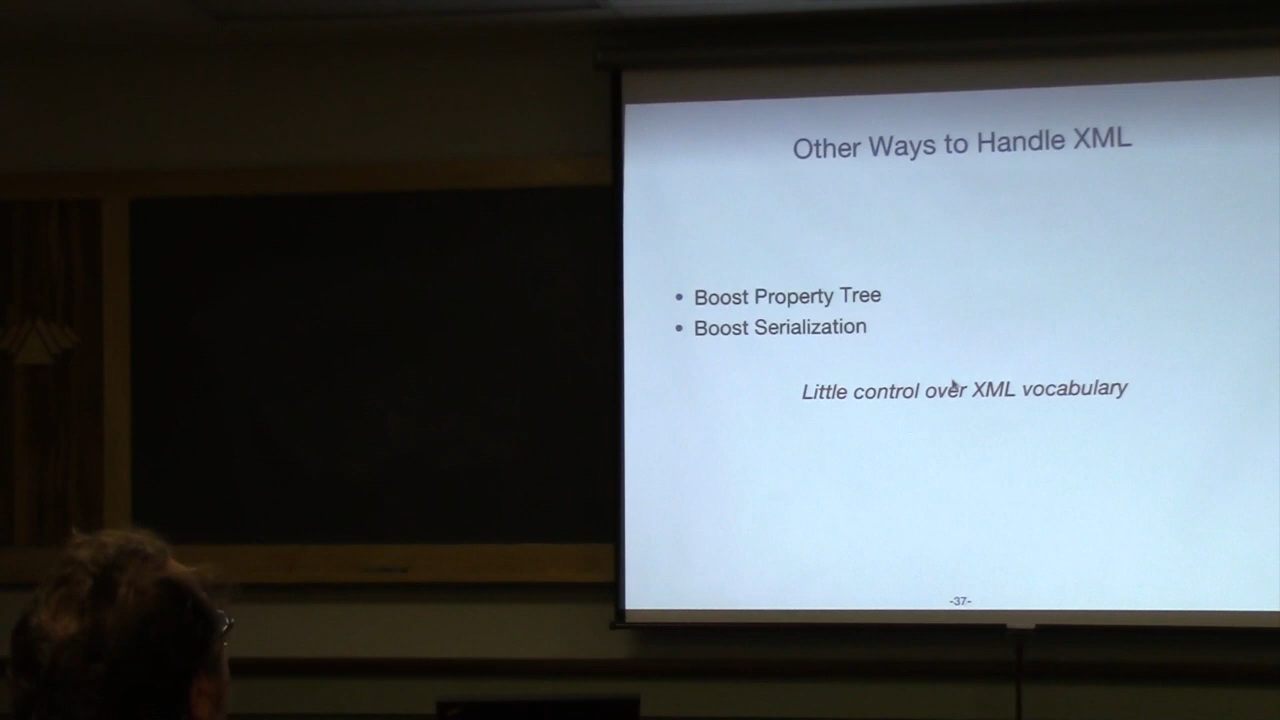 Other Ways to Handle XML
• Boost Property Tree
• Boost Serialization
Little control over XML vocabulary
-37-